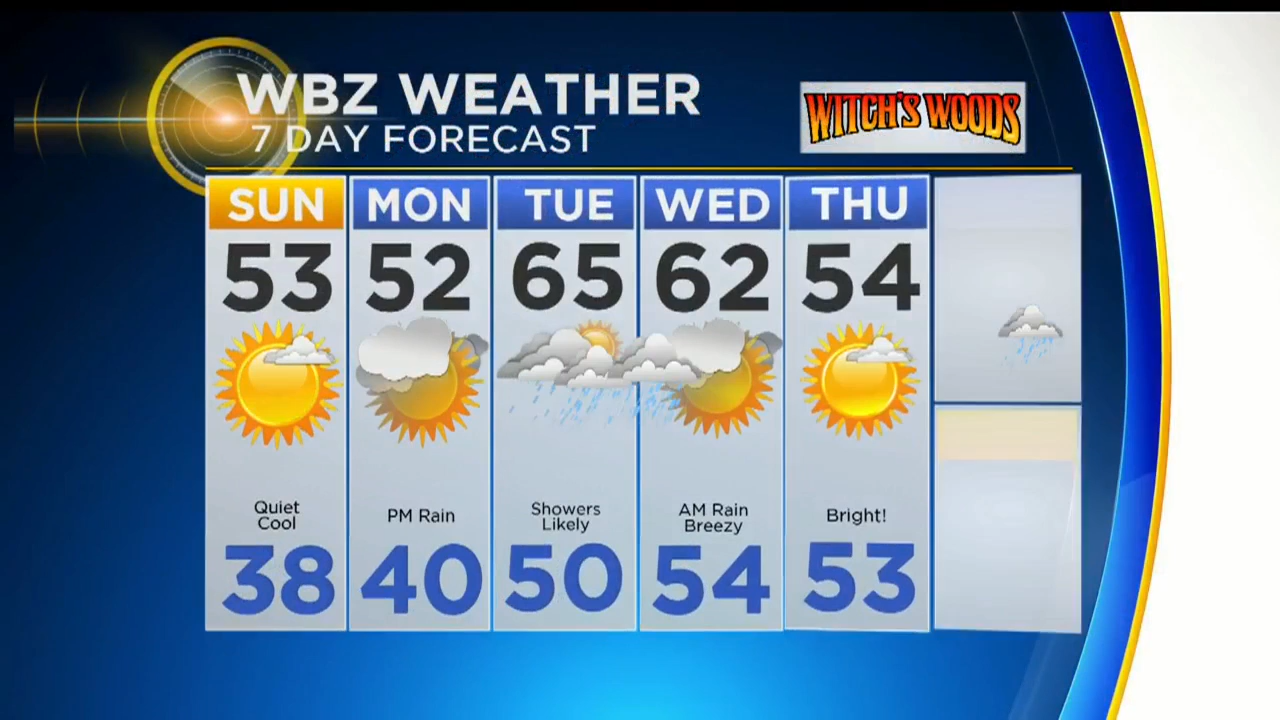 WBZ WEATHER
7 DAY FORECAST
WITCH'S WOODS
SUN MON TUE WED THU
53 52 65 62 54
Quiet
Cool
PM Rain
Showers
Likely
AM Rain
Breezy
Bright!
38 40 50 54 53